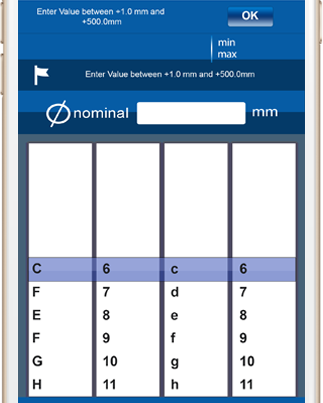 Enter Value between +1.0 mm and
+500.0mm
OK
min
max
Enter Value between +1.0 mm and +500.0mm
nominal mm
C 6 c 6
F 7 d 7
E 8 e 8
F 9 f 9
G 10 g 10
H 11 h 11